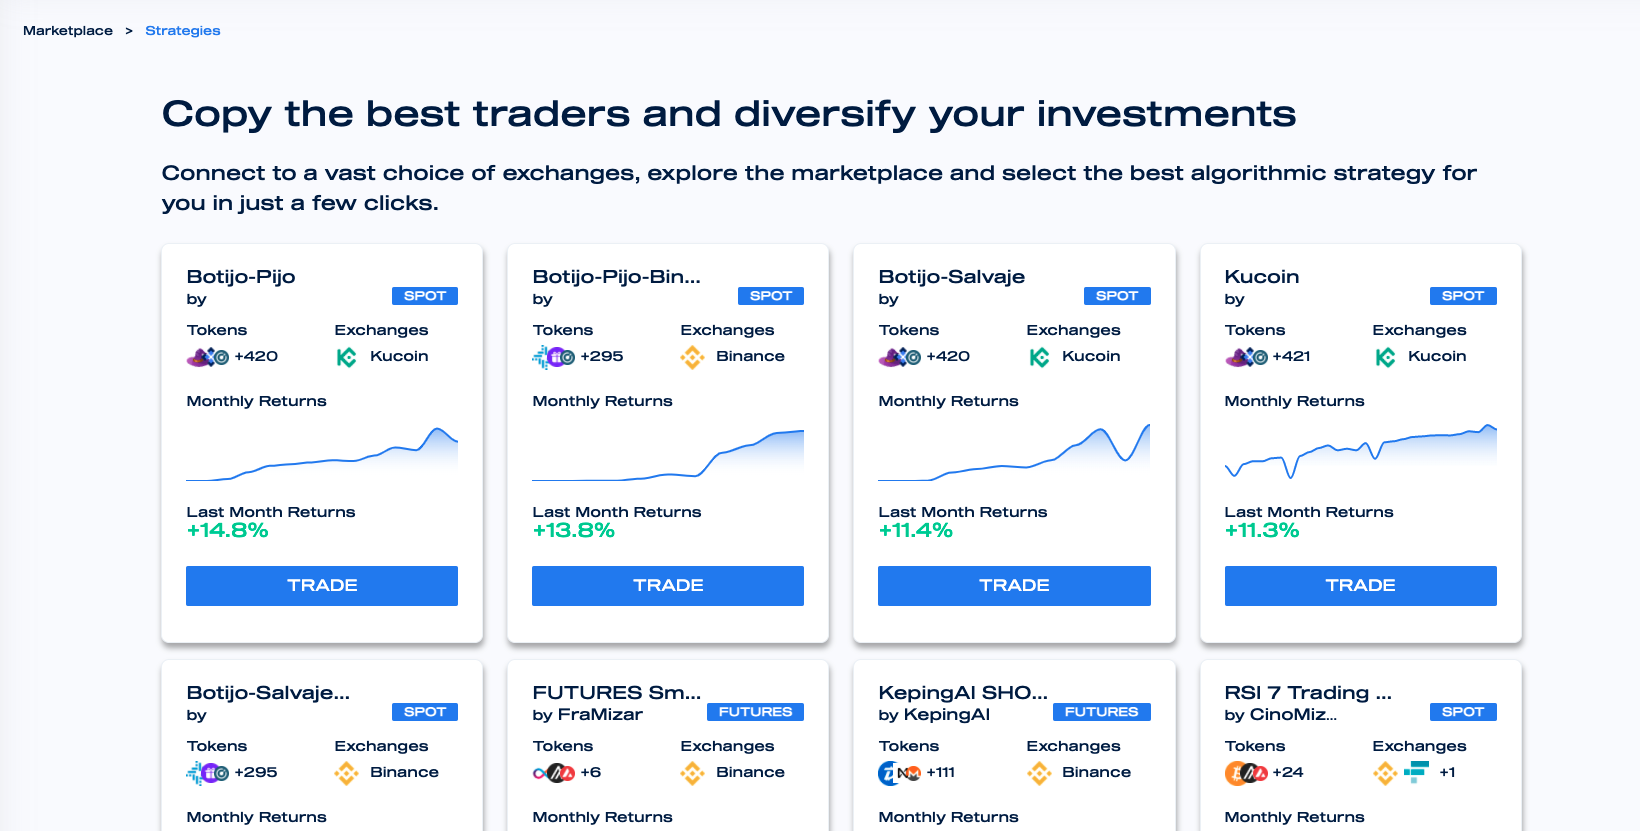 Marketplace > Strategies
Copy the best traders and diversify your investments
Connect to a vast choice of exchanges, explore the marketplace and select the best algorithmic strategy for
you in just a few clicks.
Botijo-Pijo
by
SPOT
Tokens Exchanges
+420 Kucoin
Monthly Returns
Last Month Returns
+14.8%
TRADE
Botijo-Pijo-Bin...
by
SPOT
Tokens Exchanges
+295 Binance
Monthly Returns
Last Month Returns
+13.8%
TRADE
Botijo-Salvaje
by
SPOT
Tokens Exchanges
+420 Kucoin
Monthly Returns
Last Month Returns
+11.4%
TRADE
Kucoin
by
SPOT
Tokens Exchanges
+421 Kucoin
Monthly Returns
Last Month Returns
+11.3%
TRADE
Botijo-Salvaje...
by
SPOT
Tokens Exchanges
+295 Binance
Monthly Returns
FUTURES Sm...
by FraMizar
FUTURES
Tokens Exchanges
+6 Binance
Monthly Returns
KepingAI SHO...
by KepingAI
FUTURES
Tokens Exchanges
+111 Binance
Monthly Returns
RSI 7 Trading ...
by CinoMiz...
SPOT
Tokens Exchanges
+24 +1
Monthly Returns